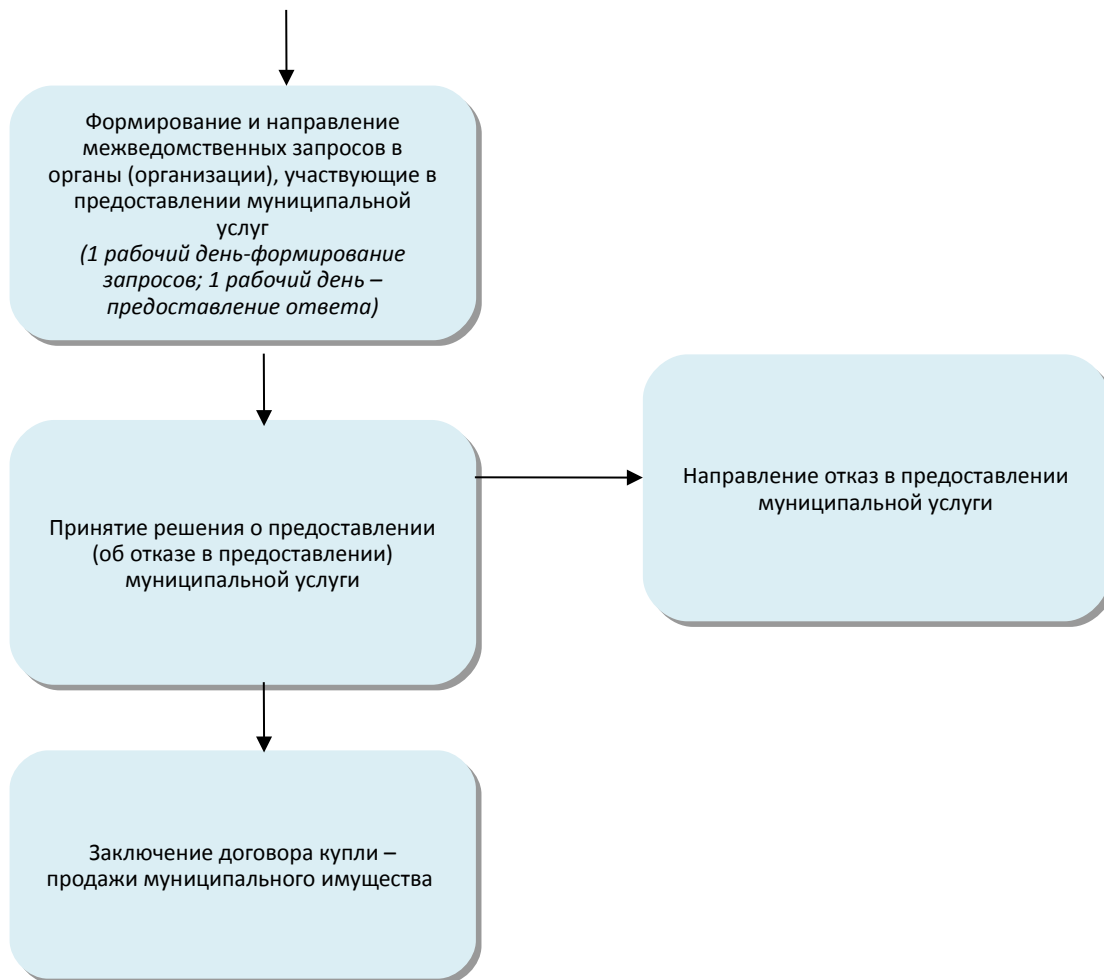 Формирование и направление
межведомственных запросов в
органы (организации), участвующие в
предоставлении муниципальной
услуг
(1 рабочий день-формирование
запросов; 1 рабочий день –
предоставление ответа)
Принятие решения о предоставлении
(об отказе в предоставлении)
муниципальной услуги
Направление отказ в предоставлении
муниципальной услуги
Заключение договора купли –
продажи муниципального имущества